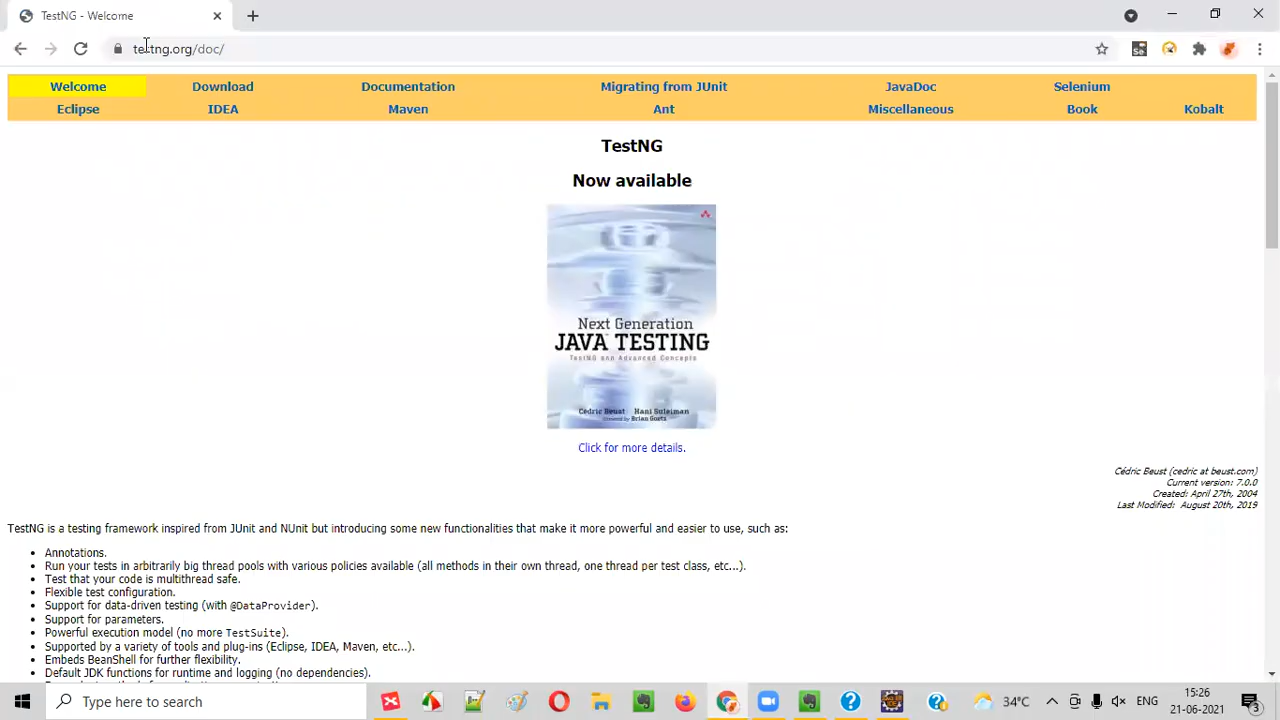 TestNG - Welcome
testng.org/doc/
Welcome Download Documentation Migrating from JUnit JavaDoc Selenium
Eclipse IDEA Maven Ant Miscellaneous Book Kobalt
TestNG
Now available
Next Generation
JAVA TESTING
TestNG and Advanced Concepts
Cédric Beust Hani Suleiman
Click for more details.
Cédric Beust (cedric at beust.com)
Current version: 7.0.0
Created: April 27th, 2004
Last Modified: August 20th, 2019
TestNG is a testing framework inspired from JUnit and NUnit but introducing some new functionalities that make it more powerful and easier to use, such as:
Annotations.
Run your tests in arbitrarily big thread pools with various policies available (all methods in their own thread, one thread per test class, etc...).
Test that your code is multithread safe.
Flexible test configuration.
Support for data-driven testing (with @DataProvider).
Support for parameters.
Powerful execution model (no more TestSuite).
Supported by a variety of tools and plug-ins (Eclipse, IDEA, Maven, etc...).
Embeds BeanShell for further flexibility.
Default JDK functions for runtime and logging (no dependencies).
Type here to search
34°C
ENG
15:26
21-06-2021
3